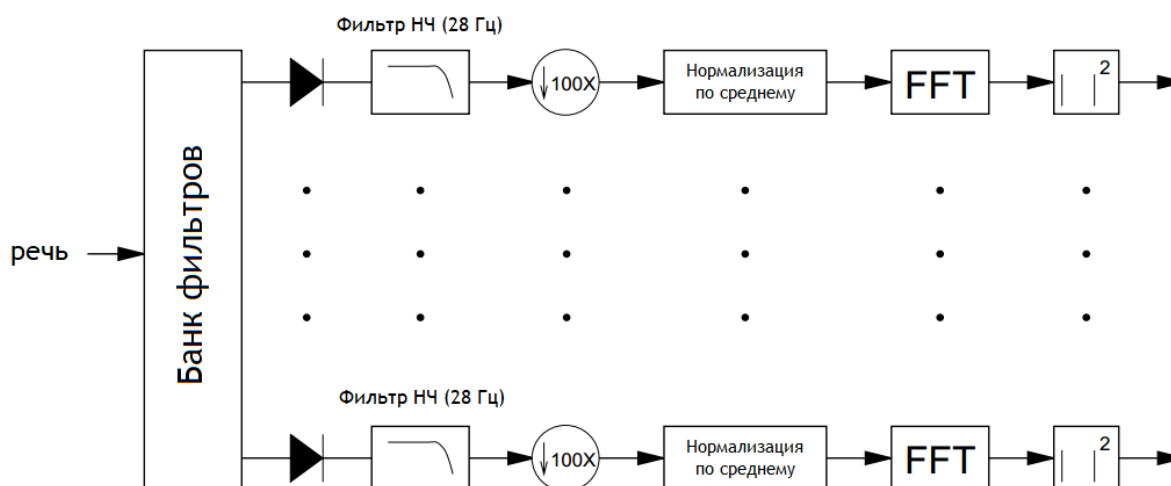 Фильтр НЧ (28 Гц)
↓100X
Нормализация
по среднему
FFT
| |²
речь
Банк фильтров
Фильтр НЧ (28 Гц)
↓100X
Нормализация
по среднему
FFT
| |²